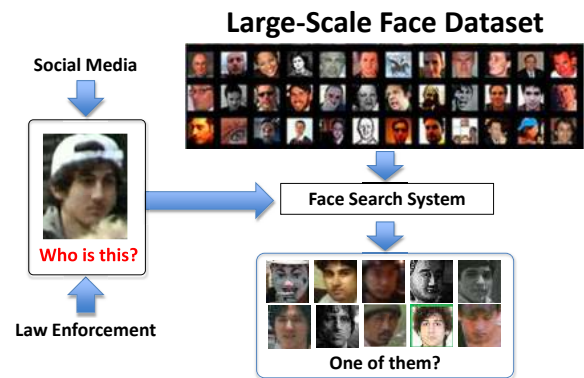 Large-Scale Face Dataset
Social Media
Who is this?
Law Enforcement
Face Search System
One of them?